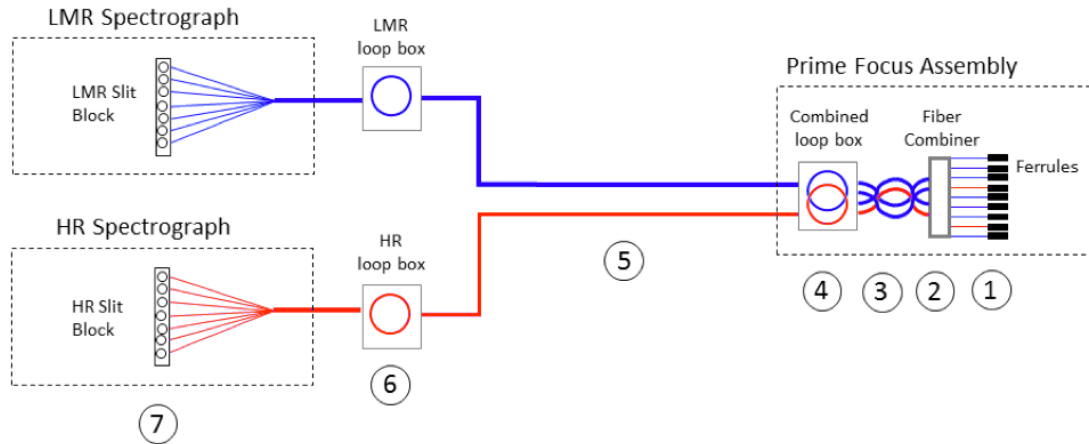 LMR Spectrograph
LMR
loop box
LMR Slit
Block
Prime Focus Assembly
Combined
loop box
Fiber
Combiner
Ferrules
HR Spectrograph
HR
loop box
HR Slit
Block
5
4
3
2
1
6
7